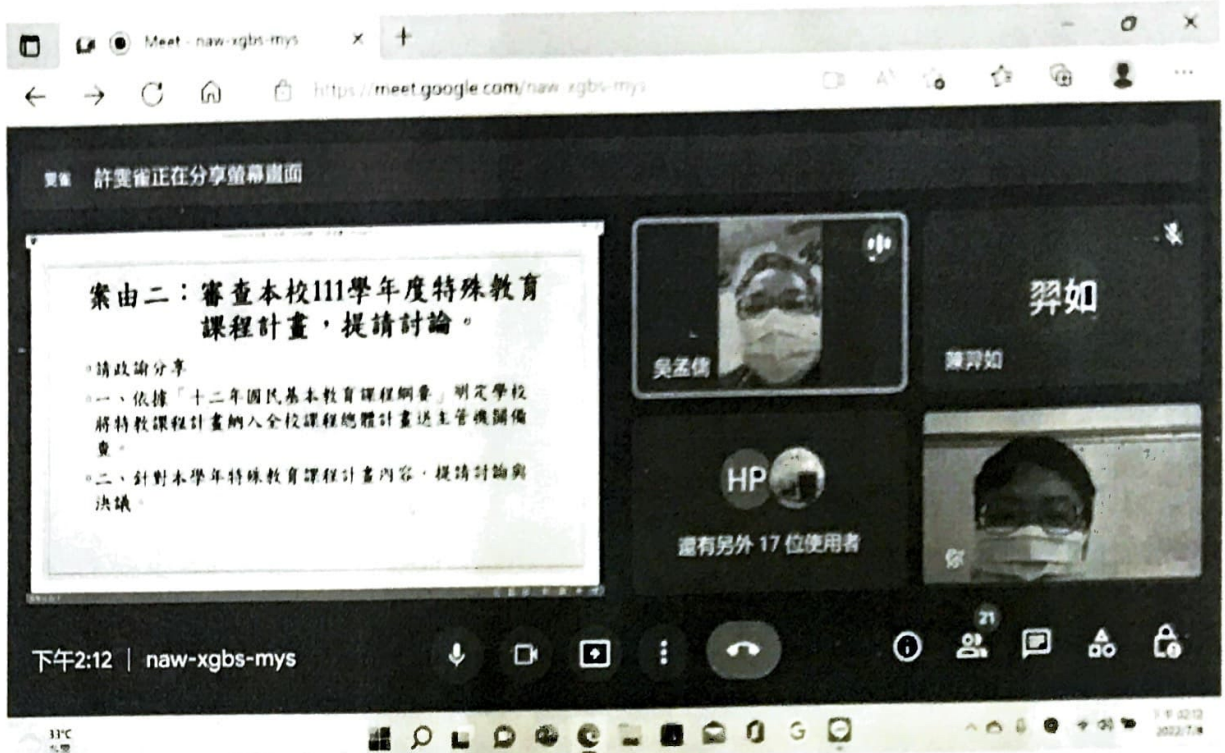 Meet - naw-xgbs-mys
https://meet.google.com/naw-xgbs-mys
許雯雀正在分享螢幕畫面
案由二：審查本校111學年度特殊教育
課程計畫，提請討論。
請政諭分享
一、依據「十二年國民基本教育課程綱要」明定學校
將特教課程計畫納入全校課程總體計畫送主管機關備
查。
二、針對本學年特殊教育課程計畫內容，提請討論與
決議
吳孟儒
羿如
陳羿如
HP
還有另外 17 位使用者
你
下午2:12 | naw-xgbs-mys
21
33°C
下午 02:12
2022/7/8